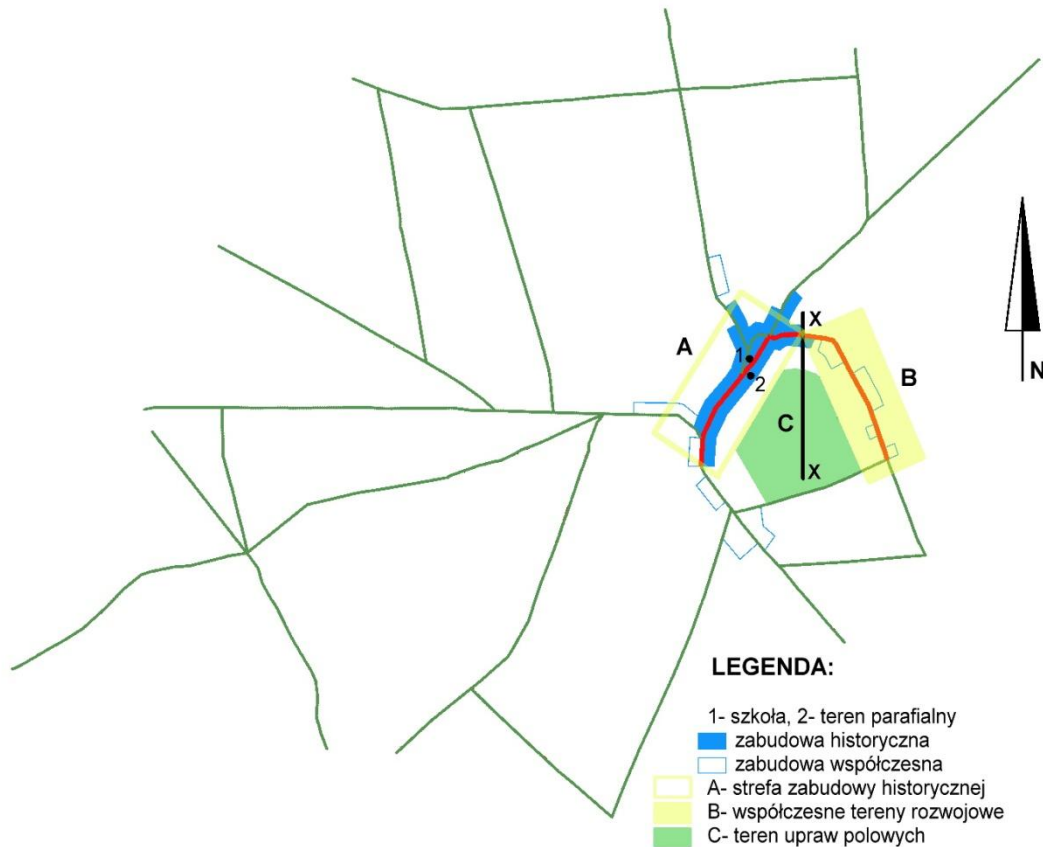 X
A
1
2
B
C
X
N
LEGENDA:
1- szkoła, 2- teren parafialny
zabudowa historyczna
zabudowa współczesna
A- strefa zabudowy historycznej
B- współczesne tereny rozwojowe
C- teren upraw polowych